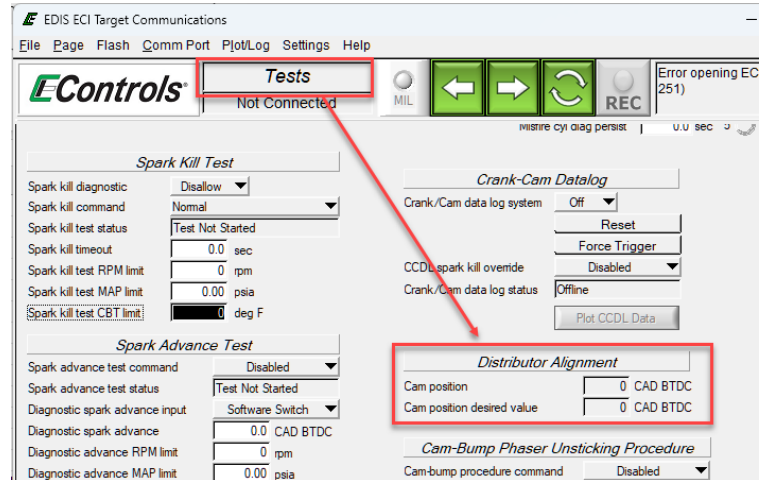 EDIS ECI Target Communications
File Page Flash Comm Port Plot/Log Settings Help
EControls®
Tests
Not Connected
MIL
REC
Error opening EC
251)
Misfire cyl diag persist 0.0 sec
Spark Kill Test
Spark kill diagnostic Disallow
Spark kill command Normal
Spark kill test status Test Not Started
Spark kill timeout 0.0 sec
Spark kill test RPM limit 0 rpm
Spark kill test MAP limit 0.00 psia
Spark kill test CBT limit 0 deg F
Spark Advance Test
Spark advance test command Disabled
Spark advance test status Test Not Started
Diagnostic spark advance input Software Switch
Diagnostic spark advance 0.0 CAD BTDC
Diagnostic advance RPM limit 0 rpm
Diagnostic advance MAP limit 0.00 psia
Crank-Cam Datalog
Crank/Cam data log system Off
Reset
Force Trigger
CCDL spark kill override Disabled
Crank/Cam data log status Offline
Plot CCDL Data
Distributor Alignment
Cam position 0 CAD BTDC
Cam position desired value 0 CAD BTDC
Cam-Bump Phaser Unsticking Procedure
Cam-bump procedure command Disabled